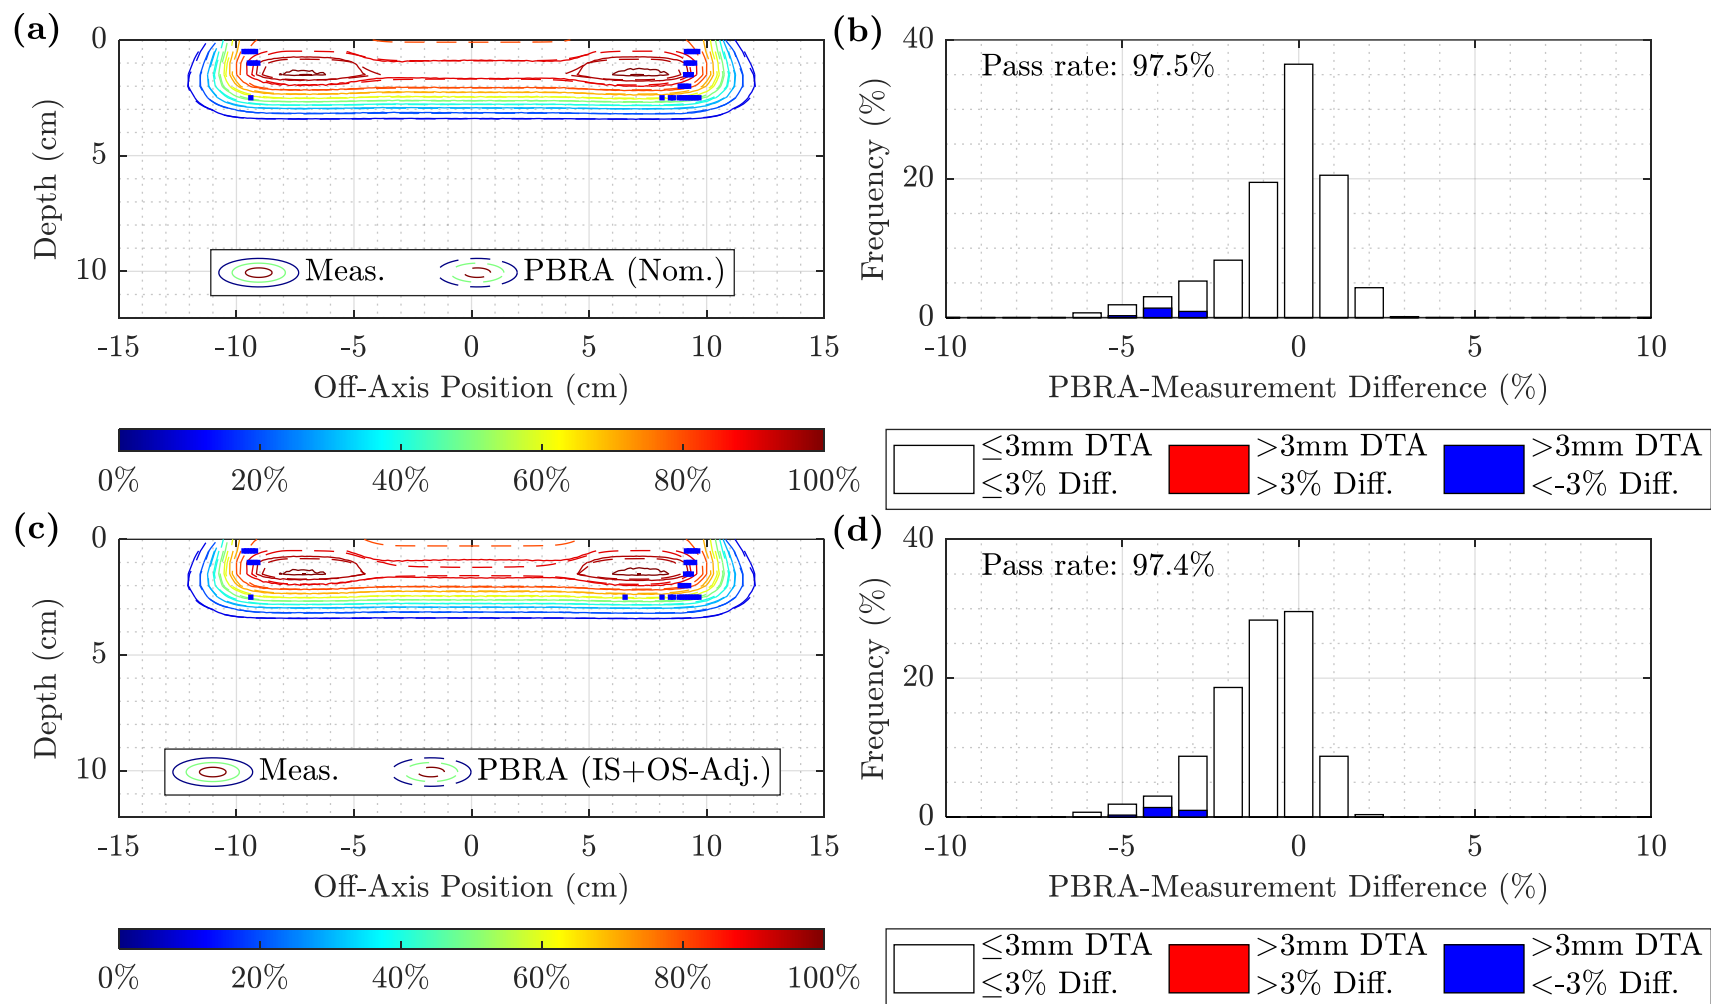 (a)
0
5
10
Depth (cm)
Meas.
PBRA (Nom.)
-15
-10
-5
0
5
10
15
Off-Axis Position (cm)
0%
20%
40%
60%
80%
100%
(b)
40
20
0
Frequency (%)
Pass rate: 97.5%
-10
-5
0
5
10
PBRA-Measurement Difference (%)
≤3mm DTA
≤3% Diff.
>3mm DTA
>3% Diff.
>3mm DTA
<-3% Diff.
(c)
0
5
10
Depth (cm)
Meas.
PBRA (IS+OS-Adj.)
-15
-10
-5
0
5
10
15
Off-Axis Position (cm)
0%
20%
40%
60%
80%
100%
(d)
40
20
0
Frequency (%)
Pass rate: 97.4%
-10
-5
0
5
10
PBRA-Measurement Difference (%)
≤3mm DTA
≤3% Diff.
>3mm DTA
>3% Diff.
>3mm DTA
<-3% Diff.